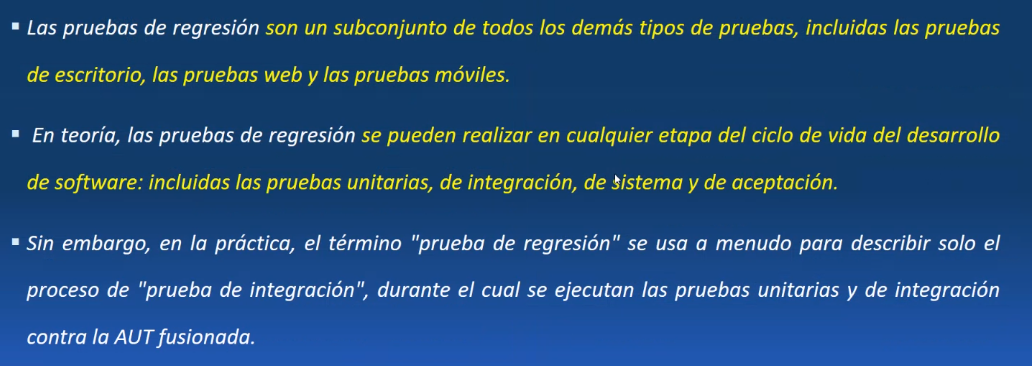 ▪ Las pruebas de regresión son un subconjunto de todos los demás tipos de pruebas, incluidas las pruebas
de escritorio, las pruebas web y las pruebas móviles.
▪ En teoría, las pruebas de regresión se pueden realizar en cualquier etapa del ciclo de vida del desarrollo
de software: incluidas las pruebas unitarias, de integración, de sistema y de aceptación.
▪ Sin embargo, en la práctica, el término "prueba de regresión" se usa a menudo para describir solo el
proceso de "prueba de integración", durante el cual se ejecutan las pruebas unitarias y de integración
contra la AUT fusionada.